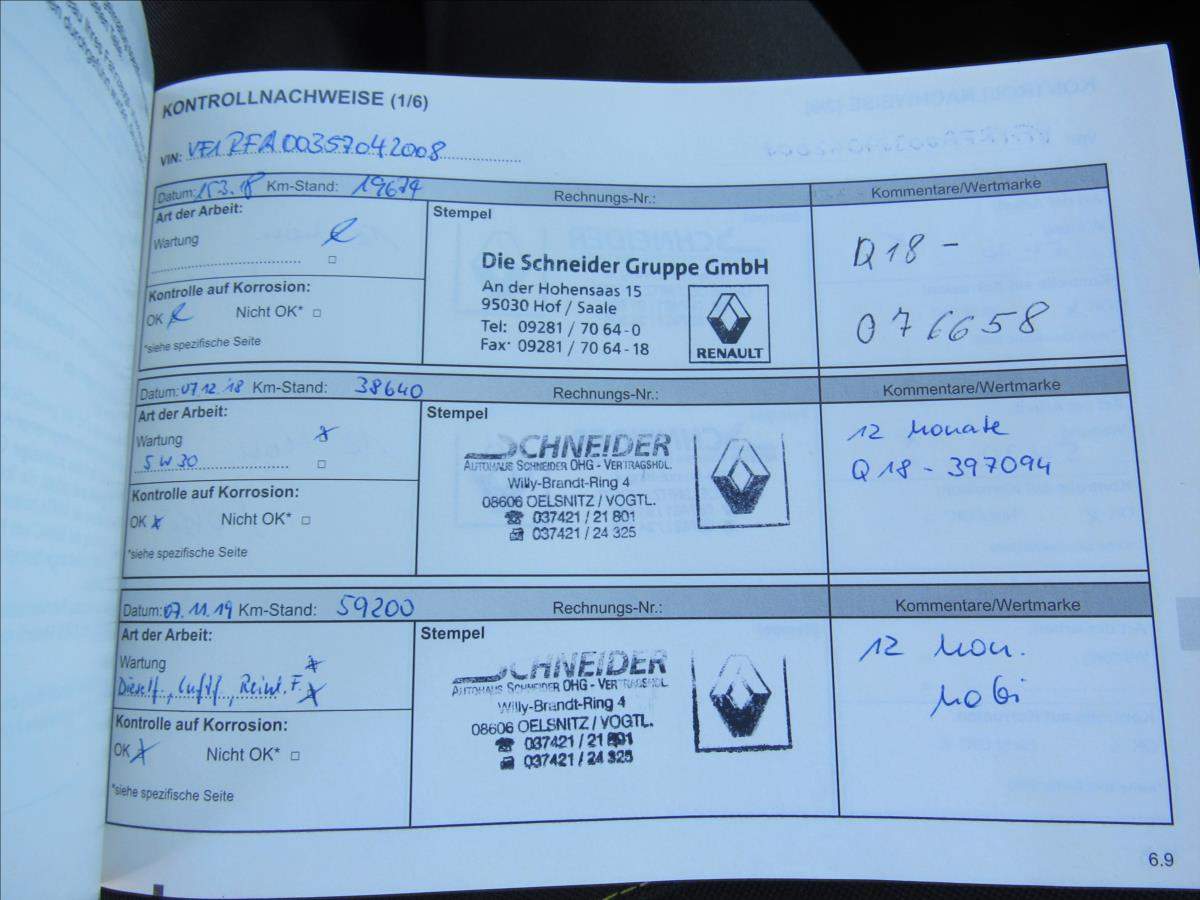 KONTROLLNACHWEISE (1/6)
VIN: VF1RFA00357042008
Datum: 15.3.18 Km-Stand: 19674 Rechnungs-Nr.: Kommentare/Wertmarke
Art der Arbeit:
Wartung
Kontrolle auf Korrosion:
OK Nicht OK*
*siehe spezifische Seite
Stempel
Die Schneider Gruppe GmbH
An der Hohensaas 15
95030 Hof / Saale
Tel: 09281 / 70 64-0
Fax: 09281 / 70 64-18
RENAULT
Q18 -
076658
Datum: 07.12.18 Km-Stand: 38640 Rechnungs-Nr.: Kommentare/Wertmarke
Art der Arbeit:
Wartung
5W30
Kontrolle auf Korrosion:
OK Nicht OK*
*siehe spezifische Seite
Stempel
SCHNEIDER
AUTOHAUS SCHNEIDER OHG - VERTRAGSHDL.
Willy-Brandt-Ring 4
08606 OELSNITZ / VOGTL.
037421 / 21 801
037421 / 24 325
12 Monate
Q18 - 397094
Datum: 07.11.19 Km-Stand: 59200 Rechnungs-Nr.: Kommentare/Wertmarke
Art der Arbeit:
Wartung
Dieself., Luftf., Reinl.F.
Kontrolle auf Korrosion:
OK Nicht OK*
*siehe spezifische Seite
Stempel
SCHNEIDER
AUTOHAUS SCHNEIDER OHG - VERTRAGSHDL.
Willy-Brandt-Ring 4
08606 OELSNITZ / VOGTL.
037421 / 21 801
037421 / 24 325
12 Mon.
Mobi
6.9